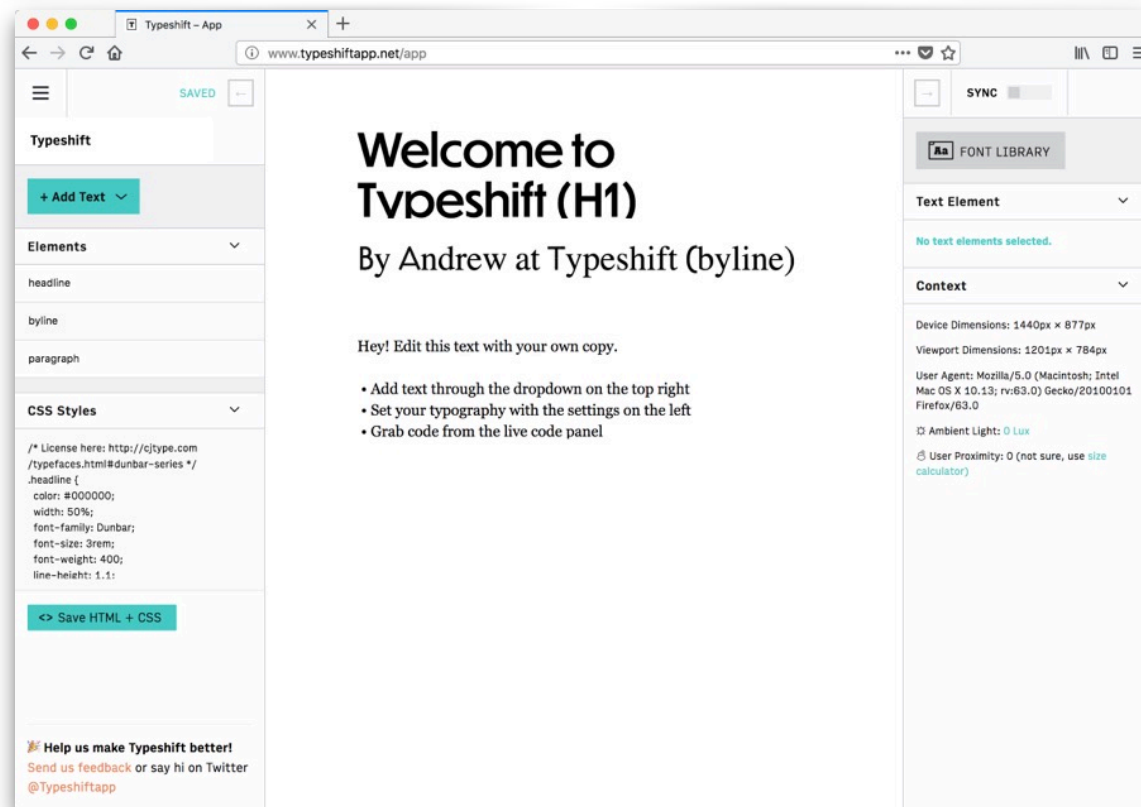 Typeshift – App
www.typeshiftapp.net/app
SAVED
Typeshift
+ Add Text
Elements
headline
byline
paragraph
CSS Styles
/* License here: http://cjtype.com
/typefaces.html#dunbar-series */
.headline {
color: #000000;
width: 50%;
font-family: Dunbar;
font-size: 3rem;
font-weight: 400;
line-height: 1.1;
<> Save HTML + CSS
🎉 Help us make Typeshift better!
Send us feedback or say hi on Twitter
@Typeshiftapp
Welcome to
Typeshift (H1)
By Andrew at Typeshift (byline)
Hey! Edit this text with your own copy.
• Add text through the dropdown on the top right
• Set your typography with the settings on the left
• Grab code from the live code panel
SYNC
Aa FONT LIBRARY
Text Element
No text elements selected.
Context
Device Dimensions: 1440px × 877px
Viewport Dimensions: 1201px × 784px
User Agent: Mozilla/5.0 (Macintosh; Intel
Mac OS X 10.13; rv:63.0) Gecko/20100101
Firefox/63.0
Ambient Light: 0 Lux
User Proximity: 0 (not sure, use size
calculator)